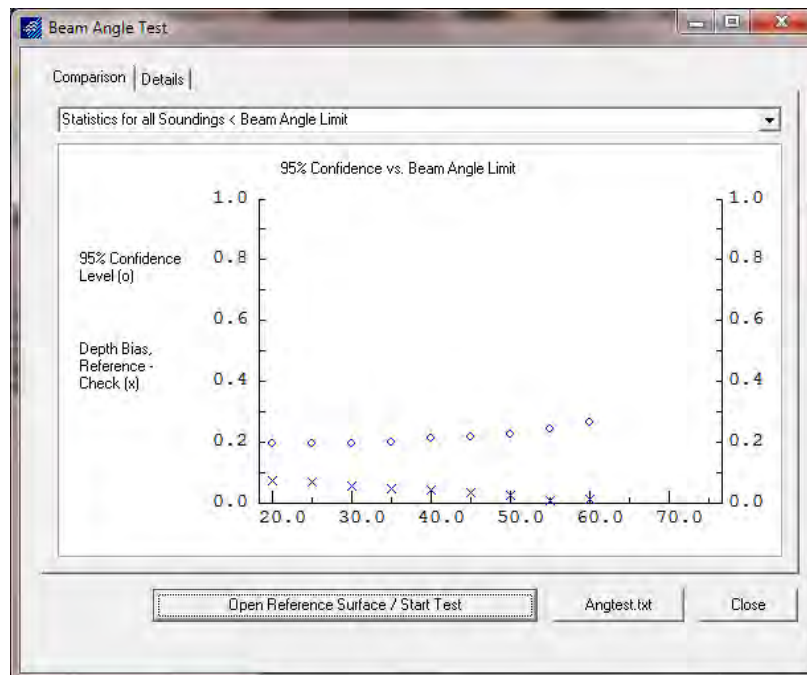 Beam Angle Test
Comparison Details
Statistics for all Soundings < Beam Angle Limit
95% Confidence vs. Beam Angle Limit
95% Confidence
Level (o)
Depth Bias,
Reference -
Check (x)
1.0 1.0
0.8 0.8
0.6 0.6
0.4 0.4
0.2 0.2
0.0 0.0
20.0 30.0 40.0 50.0 60.0 70.0
Open Reference Surface / Start Test Angtest.txt Close